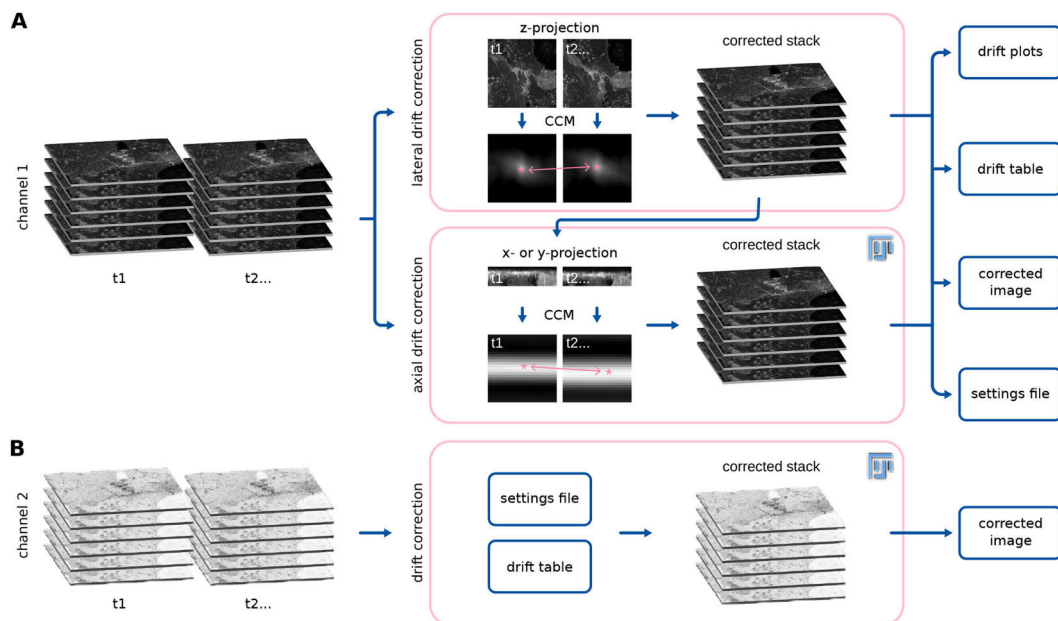 A
channel 1
t1
t2...
lateral drift correction
z-projection
t1
t2...
CCM
corrected stack
axial drift correction
x- or y-projection
t1
t2...
CCM
t1
t2...
corrected stack
drift plots
drift table
corrected
image
settings file
B
channel 2
t1
t2...
drift correction
settings file
drift table
corrected stack
corrected
image